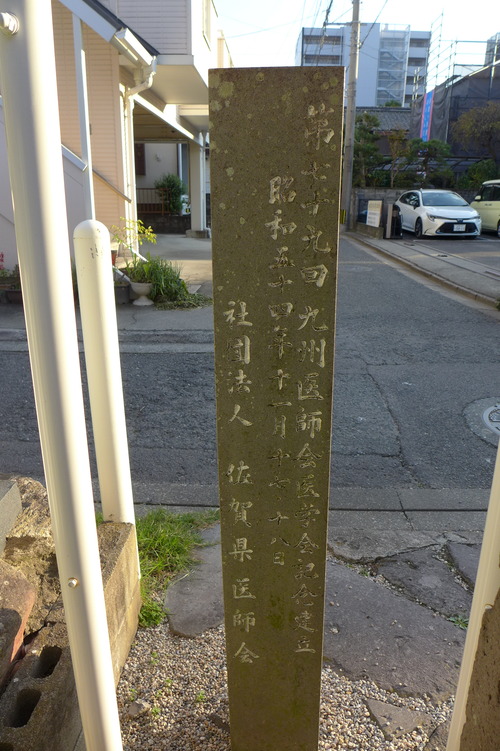 第七十九回 九州医師会医学会記念建立
昭和五十四年十一月十七、十八日
社団法人 佐賀県医師会